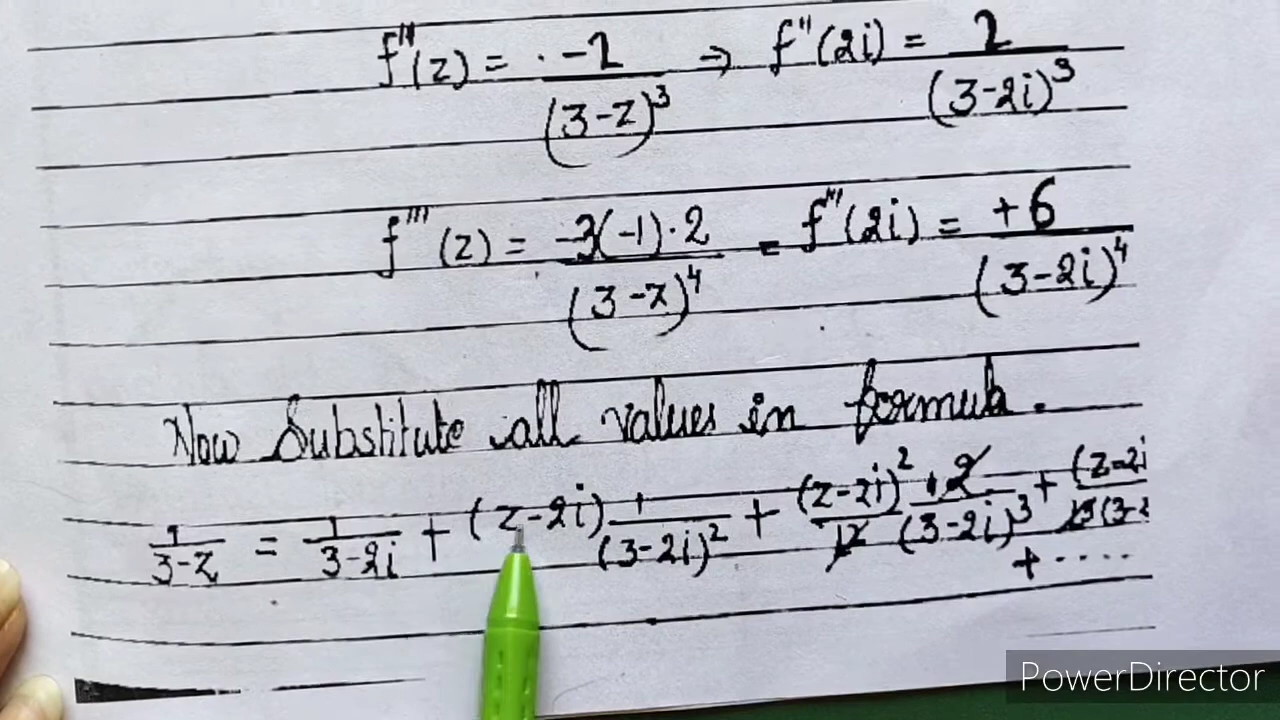 f'''(z) = . -2 / (3-z)^3 → f''(2i) = 2 / (3-2i)^3
f'''(z) = -3(-1)·2 / (3-z)^4 = f'''(2i) = +6 / (3-2i)^4
Now Substitute all values in formula.
1/(3-z) = 1/(3-2i) + (z-2i) 1/(3-2i)^2 + (z-2i)^2 / 2 · 2/(3-2i)^3 + (z-2i
+ ....
PowerDirector